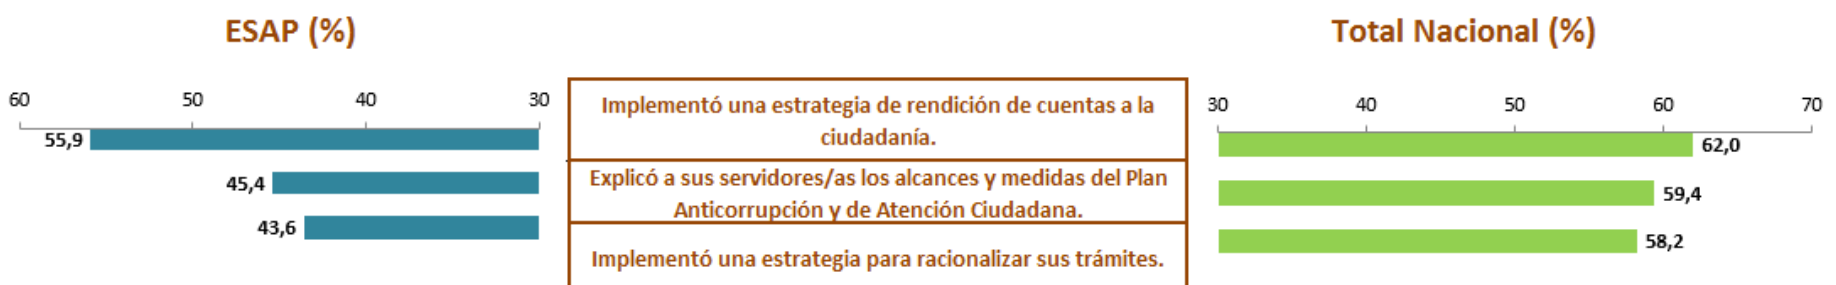 ESAP (%)
Total Nacional (%)
60 50 40 30
30 40 50 60 70
Implementó una estrategia de rendición de cuentas a la
ciudadanía.
55,9
62,0
Explicó a sus servidores/as los alcances y medidas del Plan
Anticorrupción y de Atención Ciudadana.
45,4
59,4
Implementó una estrategia para racionalizar sus trámites.
43,6
58,2